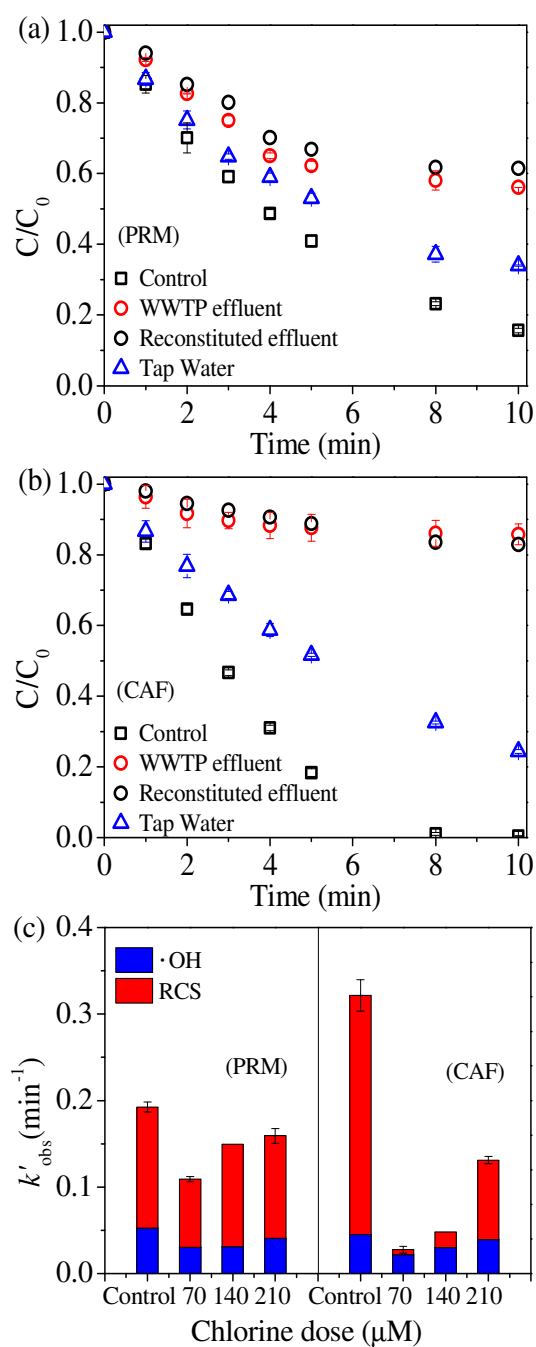 (a)
1.0
0.8
0.6
0.4
0.2
0.0
C/C₀
(PRM)
Control
WWTP effluent
Reconstituted effluent
Tap Water
0 2 4 6 8 10
Time (min)
(b)
1.0
0.8
0.6
0.4
0.2
0.0
C/C₀
(CAF)
Control
WWTP effluent
Reconstituted effluent
Tap Water
0 2 4 6 8 10
Time (min)
(c)
0.4
0.3
0.2
0.1
0.0
k′obs(min⁻¹)
·OH
RCS
(PRM)
(CAF)
Control 70 140 210 Control 70 140 210
Chlorine dose (μM)